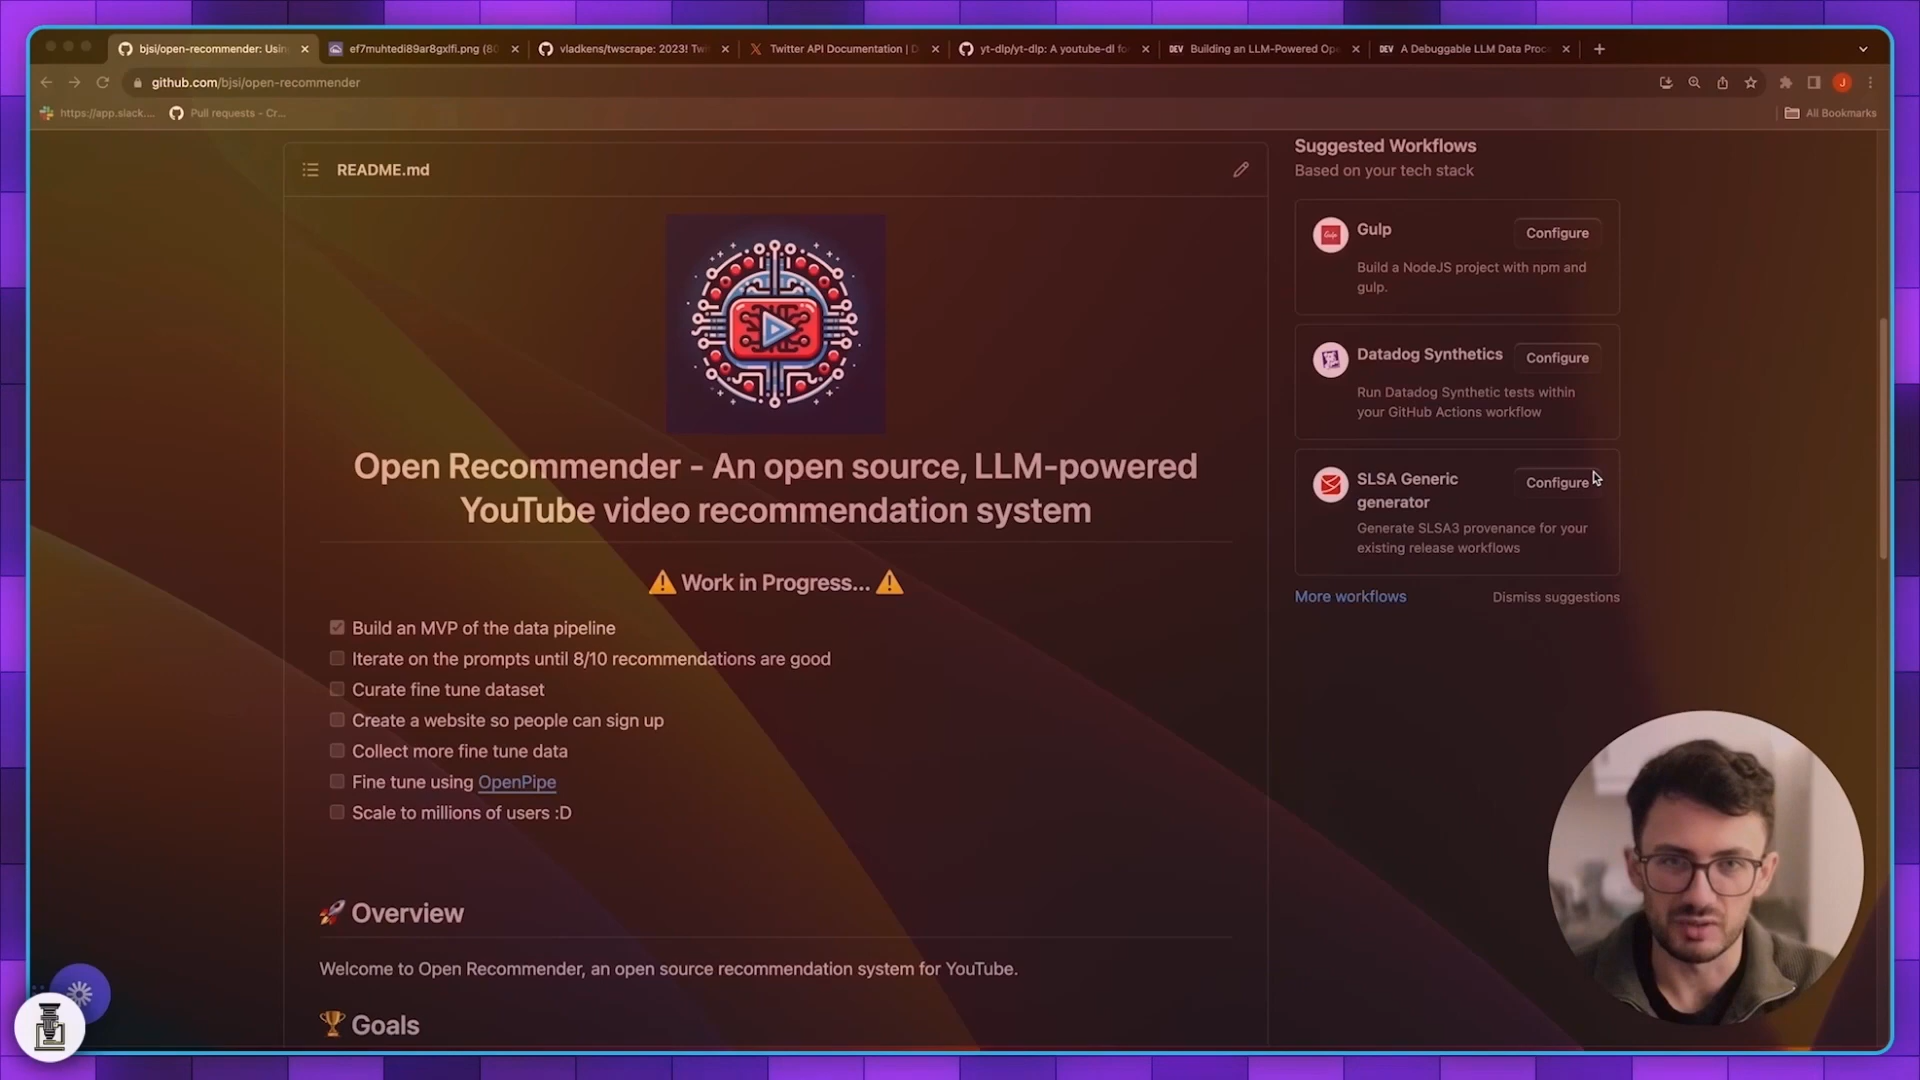 bjsi/open-recommender: Usin
ef7muhtedi89ar8gxlfi.png (80
vladkens/twscrape: 2023! Twi
Twitter API Documentation | D
yt-dlp/yt-dlp: A youtube-dl fo
DEV Building an LLM-Powered Ope
DEV A Debuggable LLM Data Proc
github.com/bjsi/open-recommender
J
https://app.slack....
Pull requests - Cr...
All Bookmarks
README.md
Open Recommender - An open source, LLM-powered
YouTube video recommendation system
Work in Progress...
Build an MVP of the data pipeline
Iterate on the prompts until 8/10 recommendations are good
Curate fine tune dataset
Create a website so people can sign up
Collect more fine tune data
Fine tune using OpenPipe
Scale to millions of users :D
Overview
Welcome to Open Recommender, an open source recommendation system for YouTube.
Goals
Suggested Workflows
Based on your tech stack
Gulp
Gulp
Configure
Build a NodeJS project with npm and
gulp.
Datadog Synthetics
Configure
Run Datadog Synthetic tests within
your GitHub Actions workflow
SLSA Generic
generator
Configure
Generate SLSA3 provenance for your
existing release workflows
More workflows
Dismiss suggestions